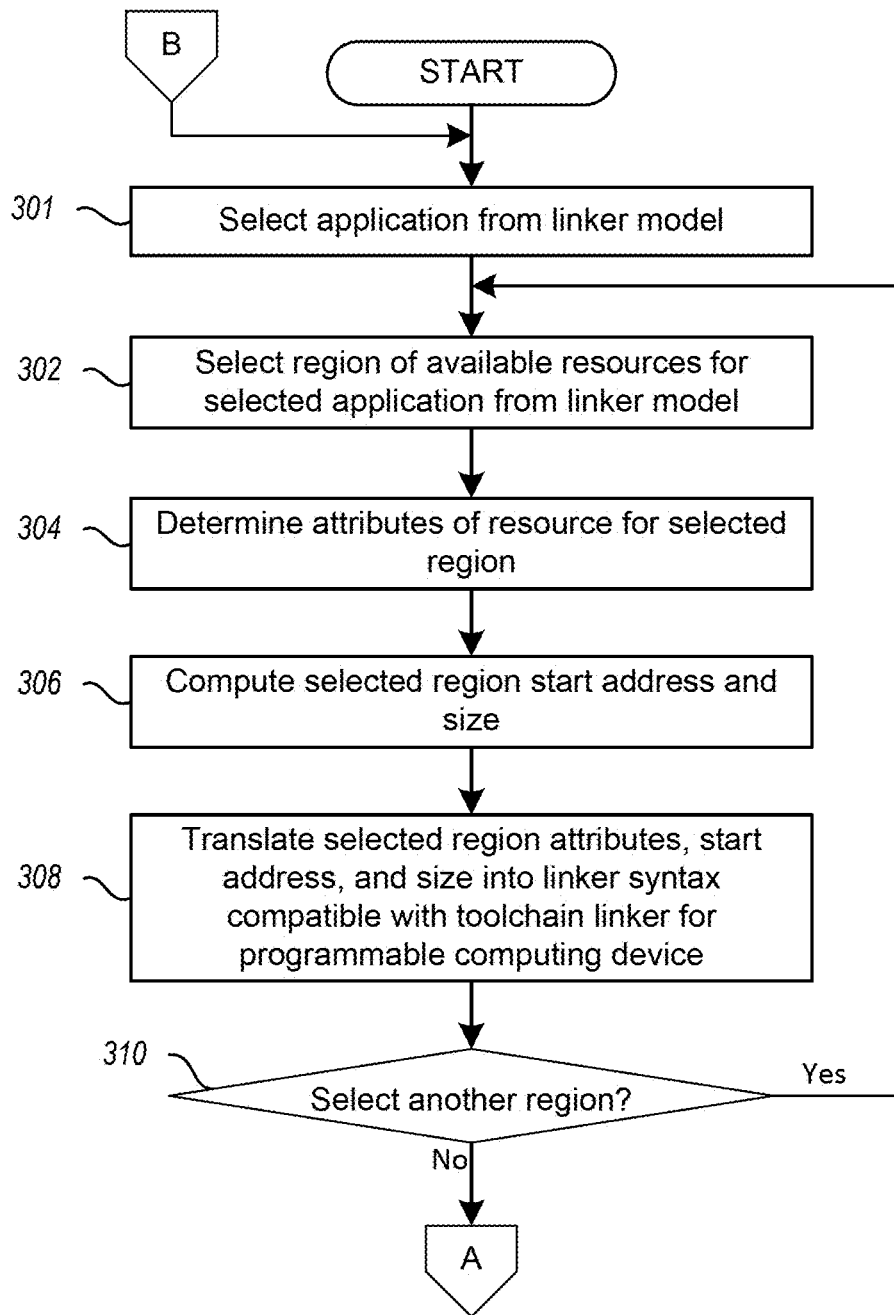 B
START
301
Select application from linker model
302
Select region of available resources for
selected application from linker model
304
Determine attributes of resource for selected
region
306
Compute selected region start address and
size
308
Translate selected region attributes, start
address, and size into linker syntax
compatible with toolchain linker for
programmable computing device
310
Select another region?
Yes
No
A